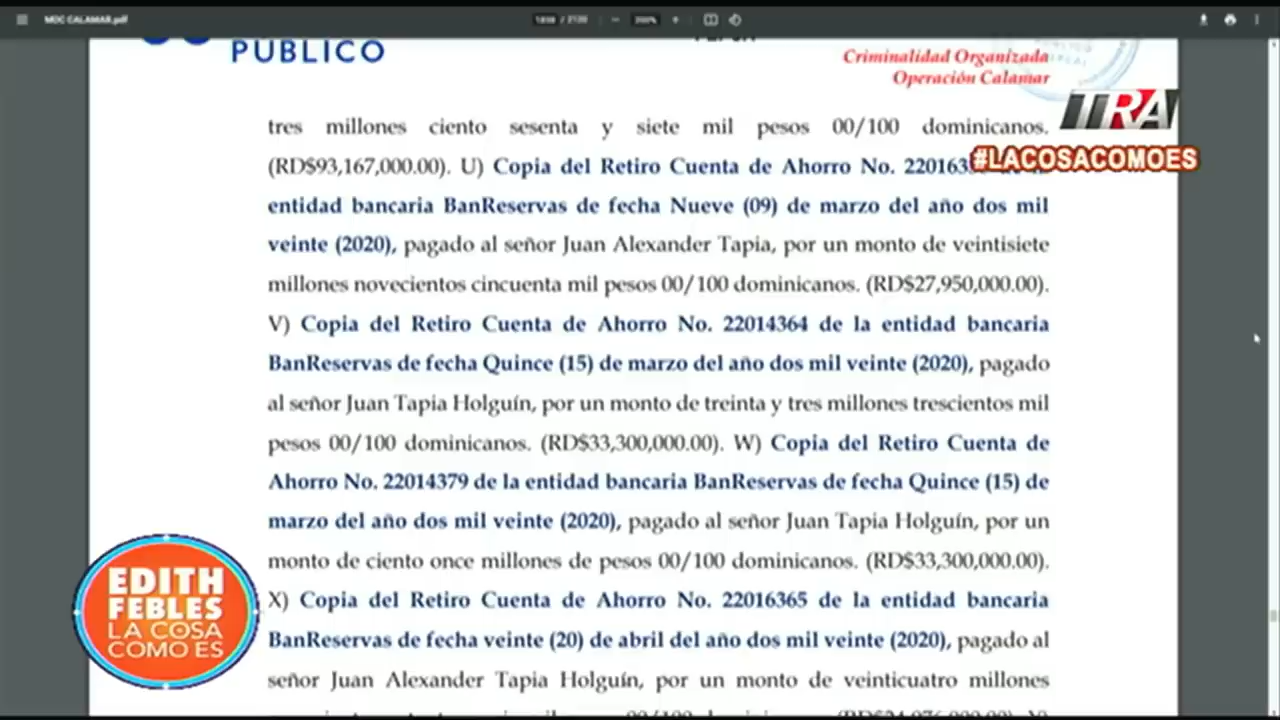 MDC CALAMAR.pdf
200%
PÚBLICO
Criminalidad Organizada
Operación Calamar
TRA
#LACOSACOMOES
tres millones ciento sesenta y siete mil pesos 00/100 dominicanos.
(RD$93,167,000.00). U) Copia del Retiro Cuenta de Ahorro No.
entidad bancaria BanReservas de fecha Nueve (09) de marzo del año dos mil
veinte (2020), pagado al señor Juan Alexander Tapia, por un monto de veintisiete
millones novecientos cincuenta mil pesos 00/100 dominicanos. (RD$27,950,000.00).
V) Copia del Retiro Cuenta de Ahorro No. 22014364 de la entidad bancaria
BanReservas de fecha Quince (15) de marzo del año dos mil veinte (2020), pagado
al señor Juan Tapia Holguín, por un monto de treinta y tres millones trescientos mil
pesos 00/100 dominicanos. (RD$33,300,000.00). W) Copia del Retiro Cuenta de
Ahorro No. 22014379 de la entidad bancaria BanReservas de fecha Quince (15) de
marzo del año dos mil veinte (2020), pagado al señor Juan Tapia Holguín, por un
monto de ciento once millones de pesos 00/100 dominicanos. (RD$33,300,000.00).
X) Copia del Retiro Cuenta de Ahorro No. 22016365 de la entidad bancaria
BanReservas de fecha veinte (20) de abril del año dos mil veinte (2020), pagado al
señor Juan Alexander Tapia Holguín, por un monto de veinticuatro millones
EDITH
FEBLES
LA COSA
COMO ES